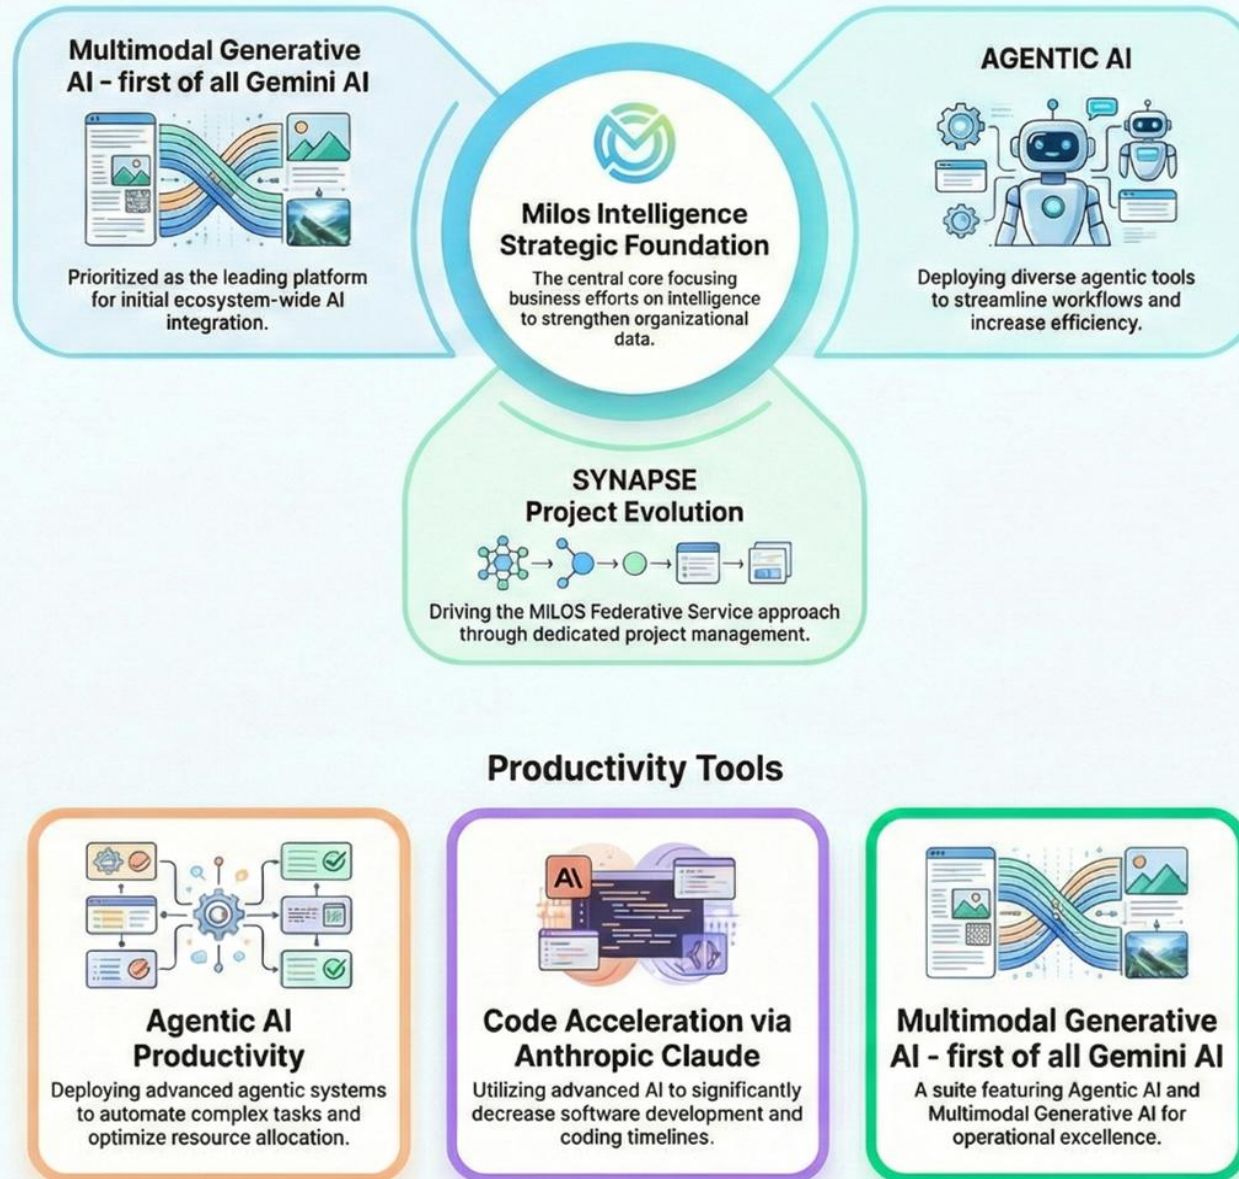 Multimodal Generative
AI - first of all Gemini AI
Prioritized as the leading platform
for initial ecosystem-wide AI
integration.
Milos Intelligence
Strategic Foundation
The central core focusing
business efforts on intelligence
to strengthen organizational
data.
AGENTIC AI
Deploying diverse agentic tools
to streamline workflows and
increase efficiency.
SYNAPSE
Project Evolution
Driving the MILOS Federative Service approach
through dedicated project management.
Productivity Tools
Agentic AI
Productivity
Deploying advanced agentic systems
to automate complex tasks and
optimize resource allocation.
A\
Code Acceleration via
Anthropic Claude
Utilizing advanced AI to significantly
decrease software development and
coding timelines.
Multimodal Generative
AI - first of all Gemini AI
A suite featuring Agentic AI and
Multimodal Generative AI for
operational excellence.